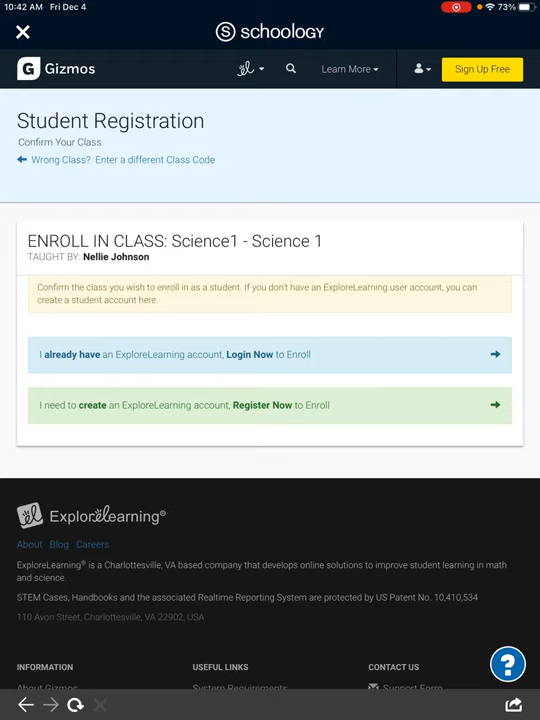 10:42 AM Fri Dec 4 73%
schoology
Gizmos Learn More Sign Up Free
Student Registration
Confirm Your Class
Wrong Class? Enter a different Class Code
ENROLL IN CLASS: Science1 - Science 1
TAUGHT BY: Nellie Johnson
Confirm the class you wish to enroll in as a student. If you don't have an ExploreLearning user account, you can
create a student account here.
I already have an ExploreLearning account, Login Now to Enroll
I need to create an ExploreLearning account, Register Now to Enroll
ExploreLearning®
About Blog Careers
ExploreLearning® is a Charlottesville, VA based company that develops online solutions to improve student learning in math
and science.
STEM Cases, Handbooks and the associated Realtime Reporting System are protected by US Patent No. 10,410,534
110 Avon Street, Charlottesville, VA 22902, USA
INFORMATION USEFUL LINKS CONTACT US
About Gizmos System Requirements Support Form